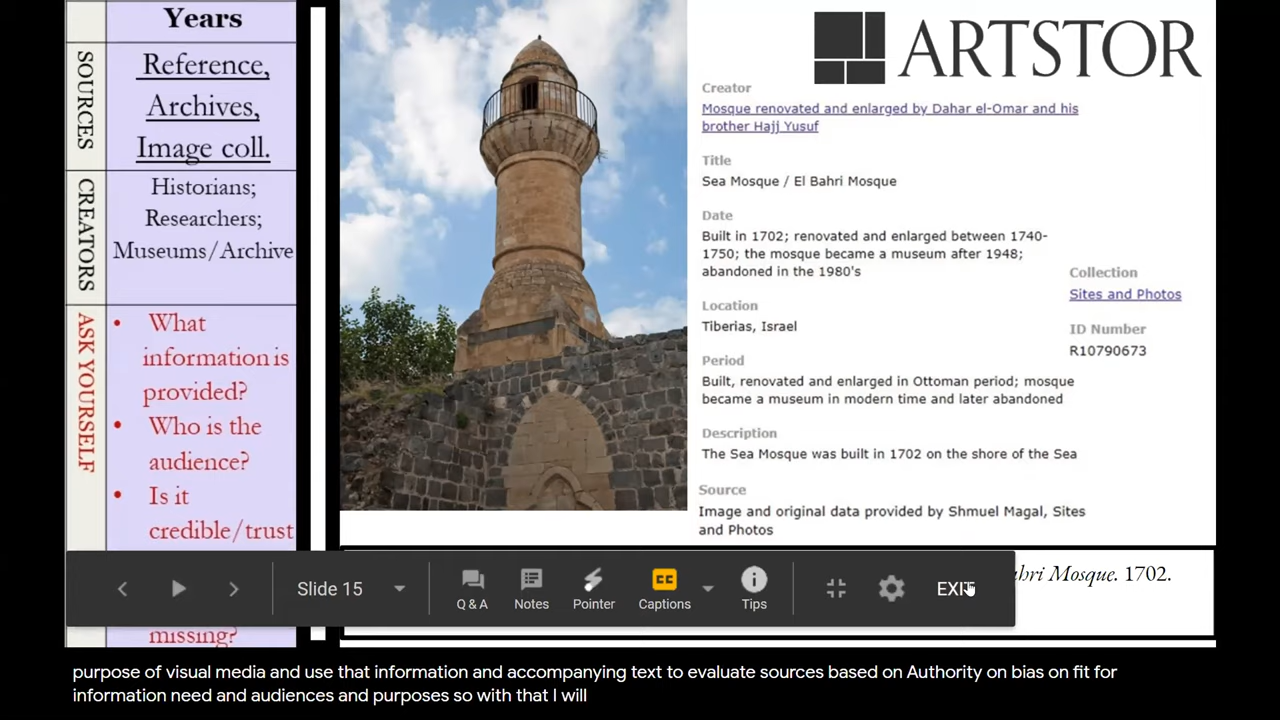 Years
SOURCES
Reference,
Archives,
Image coll.
CREATORS
Historians;
Researchers;
Museums/Archive
ASK YOURSELF
• What
information is
provided?
• Who is the
audience?
• Is it
credible/trust
missing?
ARTSTOR
Creator
Mosque renovated and enlarged by Dahar el-Omar and his
brother Hajj Yusuf
Title
Sea Mosque / El Bahri Mosque
Date
Built in 1702; renovated and enlarged between 1740-
1750; the mosque became a museum after 1948;
abandoned in the 1980's
Location
Tiberias, Israel
Period
Built, renovated and enlarged in Ottoman period; mosque
became a museum in modern time and later abandoned
Description
The Sea Mosque was built in 1702 on the shore of the Sea
Source
Image and original data provided by Shmuel Magal, Sites
and Photos
Collection
Sites and Photos
ID Number
R10790673
Mosque. 1702.
Slide 15
Q & A
Notes
Pointer
CC
Captions
Tips
EXIT
purpose of visual media and use that information and accompanying text to evaluate sources based on Authority on bias on fit for
information need and audiences and purposes so with that I will